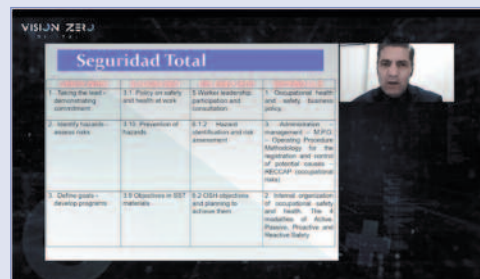 VISION ZERO
Seguridad Total
1. Taking the lead –
demonstrating
commitment
3.1. Policy on safety
and health at work
5 Worker leadership,
participation and
consultation
1. Occupational health
and safety business
policy
2. Identify hazards –
assess risks
3.10. Prevention of
hazards
6.1.2 Hazard
identification and risk
assessment
3. Administrative
management – M.P.O.
– Operating Procedure
Methodology for the
registration and control
of potential issues –
(occupational
risks)
3. Define goals –
develop programs
3.9 Objectives in SST
materials
6.2 OSH objectives
and planning to
achieve them
2. Internal organization
of occupational safety
and health. The 4
modalities of Active,
Passive, Proactive and
Reactive Safety